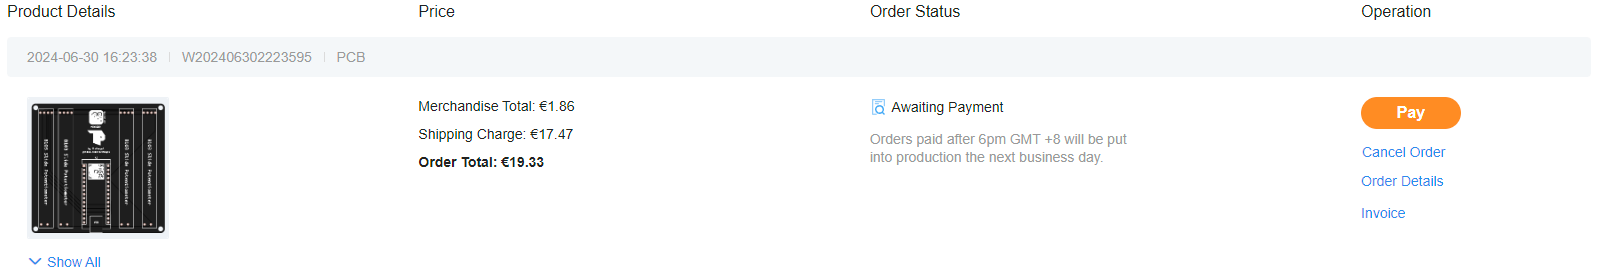 Product Details
Price
Order Status
Operation
2024-06-30 16:23:38
W202406302223595
PCB
Merchandise Total: €1.86
Shipping Charge: €17.47
Order Total: €19.33
Awaiting Payment
Orders paid after 6pm GMT +8 will be put
into production the next business day.
Pay
Cancel Order
Order Details
Invoice
Show All